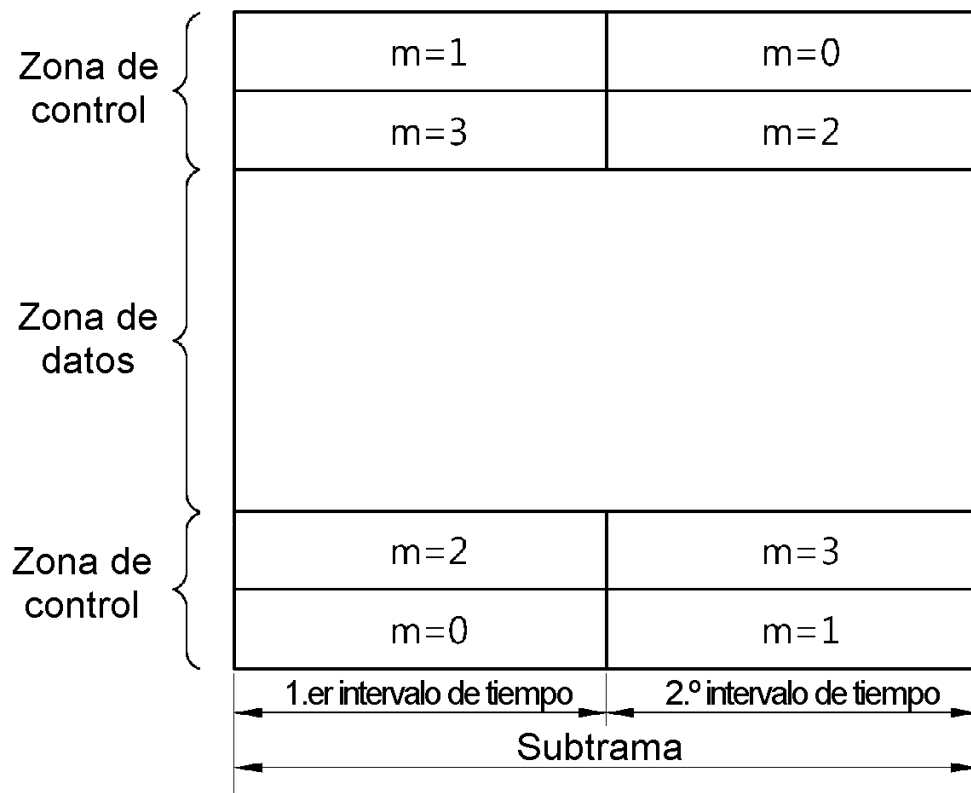 Zona de
control
m=1
m=0
m=3
m=2
Zona de
datos
Zona de
control
m=2
m=3
m=0
m=1
1.er intervalo de tiempo
2.º intervalo de tiempo
Subtrama